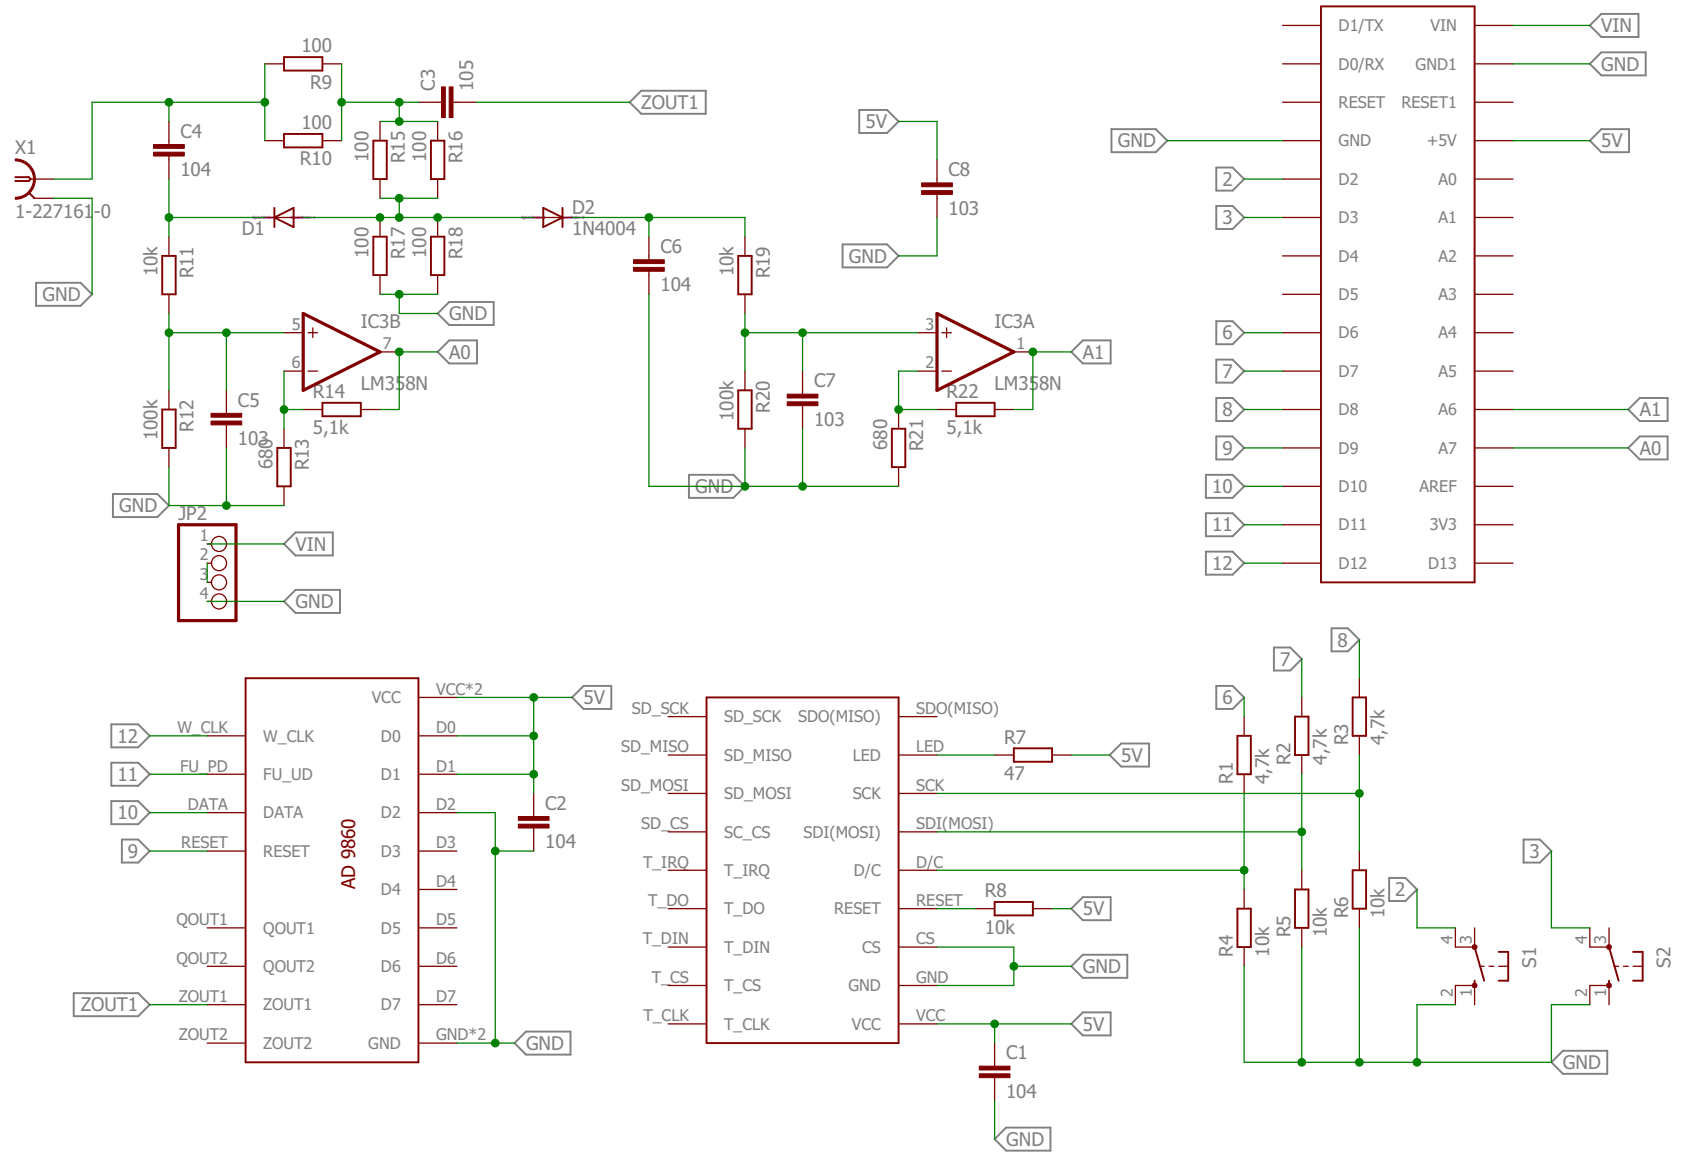 X1
1-227161-0
GND
C4
104
100
R9
100
R10
C3
105
ZOUT1
100
R15
100
R16
D1
100
R17
100
R18
GND
D2
1N4004
10k
R11
100k
R12
C5
103
680
R13
5
6
7
IC3B
LM358N
R14
5,1k
A0
GND
C6
104
10k
R19
100k
R20
C7
103
GND
3
2
1
IC3A
LM358N
R22
5,1k
680
R21
A1
5V
C8
103
GND
JP2
1
2
3
4
VIN
GND
D1/TX
D0/RX
RESET
GND
GND
2
D2
3
D3
D4
D5
6
D6
7
D7
8
D8
9
D9
10
D10
11
D11
12
D12
VIN
VIN
GND1
GND
RESET1
+5V
5V
A0
A1
A2
A3
A4
A5
A6
A1
A7
A0
AREF
3V3
D13
12
W_CLK
W_CLK
11
FU_PD
FU_UD
10
DATA
DATA
9
RESET
RESET
QOUT1
QOUT1
QOUT2
QOUT2
ZOUT1
ZOUT1
ZOUT1
ZOUT2
ZOUT2
AD 9860
VCC
VCC*2
5V
D0
D0
D1
D1
D2
D2
D3
D3
D4
D4
D5
D5
D6
D6
D7
D7
GND
GND*2
GND
C2
104
SD_SCK
SD_SCK
SD_MISO
SD_MISO
SD_MOSI
SD_MOSI
SD_CS
SC_CS
T_IRQ
T_IRQ
T_DO
T_DO
T_DIN
T_DIN
T_CS
T_CS
T_CLK
T_CLK
SDO(MISO)
SDO(MISO)
LED
LED
R7
47
5V
SCK
SCK
SDI(MOSI)
SDI(MOSI)
D/C
D/C
RESET
RESET
R8
10k
5V
CS
CS
GND
GND
GND
VCC
VCC
5V
C1
104
GND
6
7
8
R1
4,7k
R2
4,7k
R3
4,7k
R4
10k
R5
10k
R6
10k
2
3
4
3
2
1
S1
4
3
2
1
S2
GND